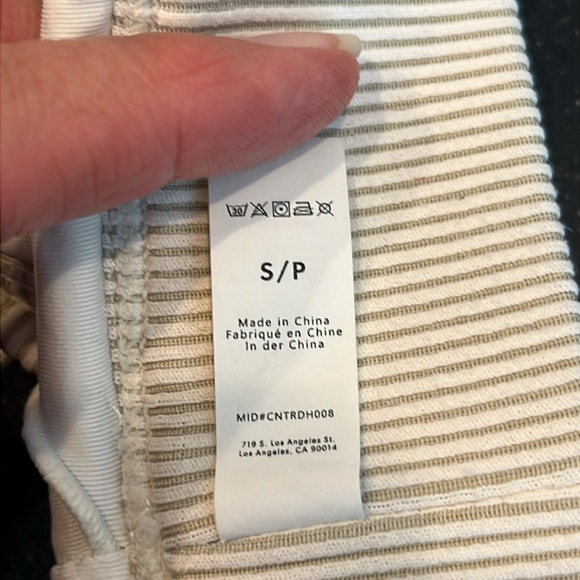 30
S/P
Made in China
Fabriqué en Chine
In der China
MID#CNTRDH008
719 S. Los Angeles St.
Los Angeles, CA 90014